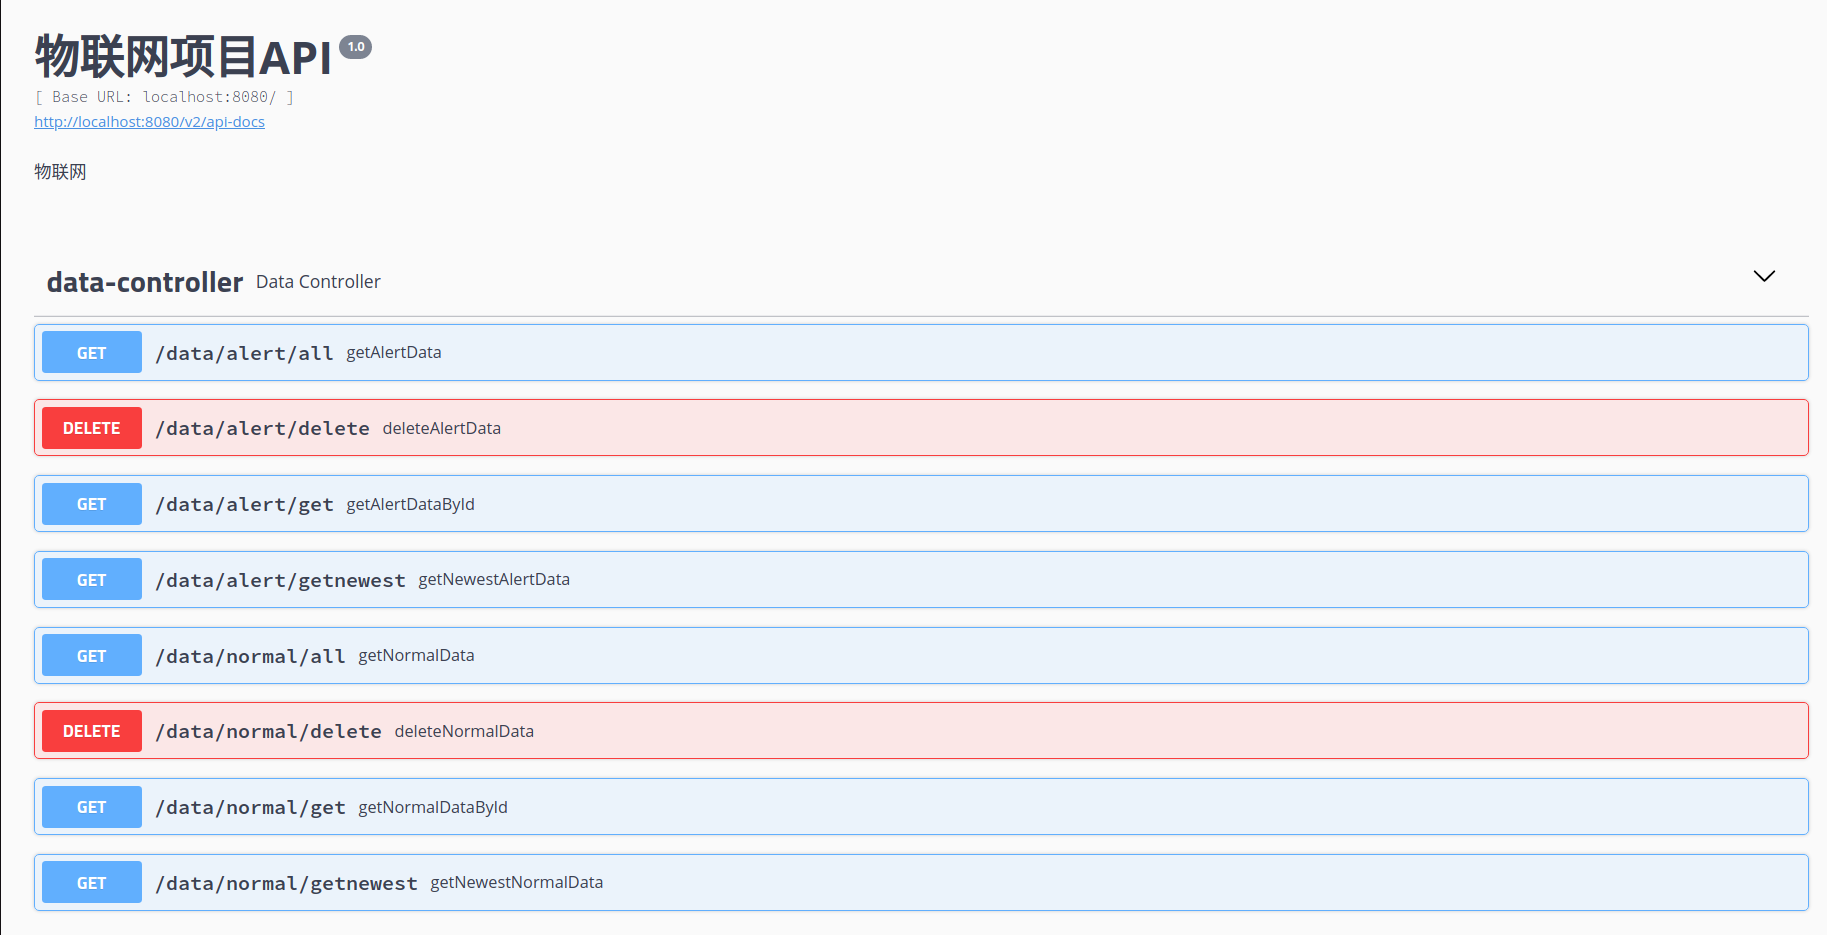 物联网项目API 1.0
[ Base URL: localhost:8080/ ]
http://localhost:8080/v2/api-docs
物联网
data-controller Data Controller
GET /data/alert/all getAlertData
DELETE /data/alert/delete deleteAlertData
GET /data/alert/get getAlertDataById
GET /data/alert/getnewest getNewestAlertData
GET /data/normal/all getNormalData
DELETE /data/normal/delete deleteNormalData
GET /data/normal/get getNormalDataById
GET /data/normal/getnewest getNewestNormalData